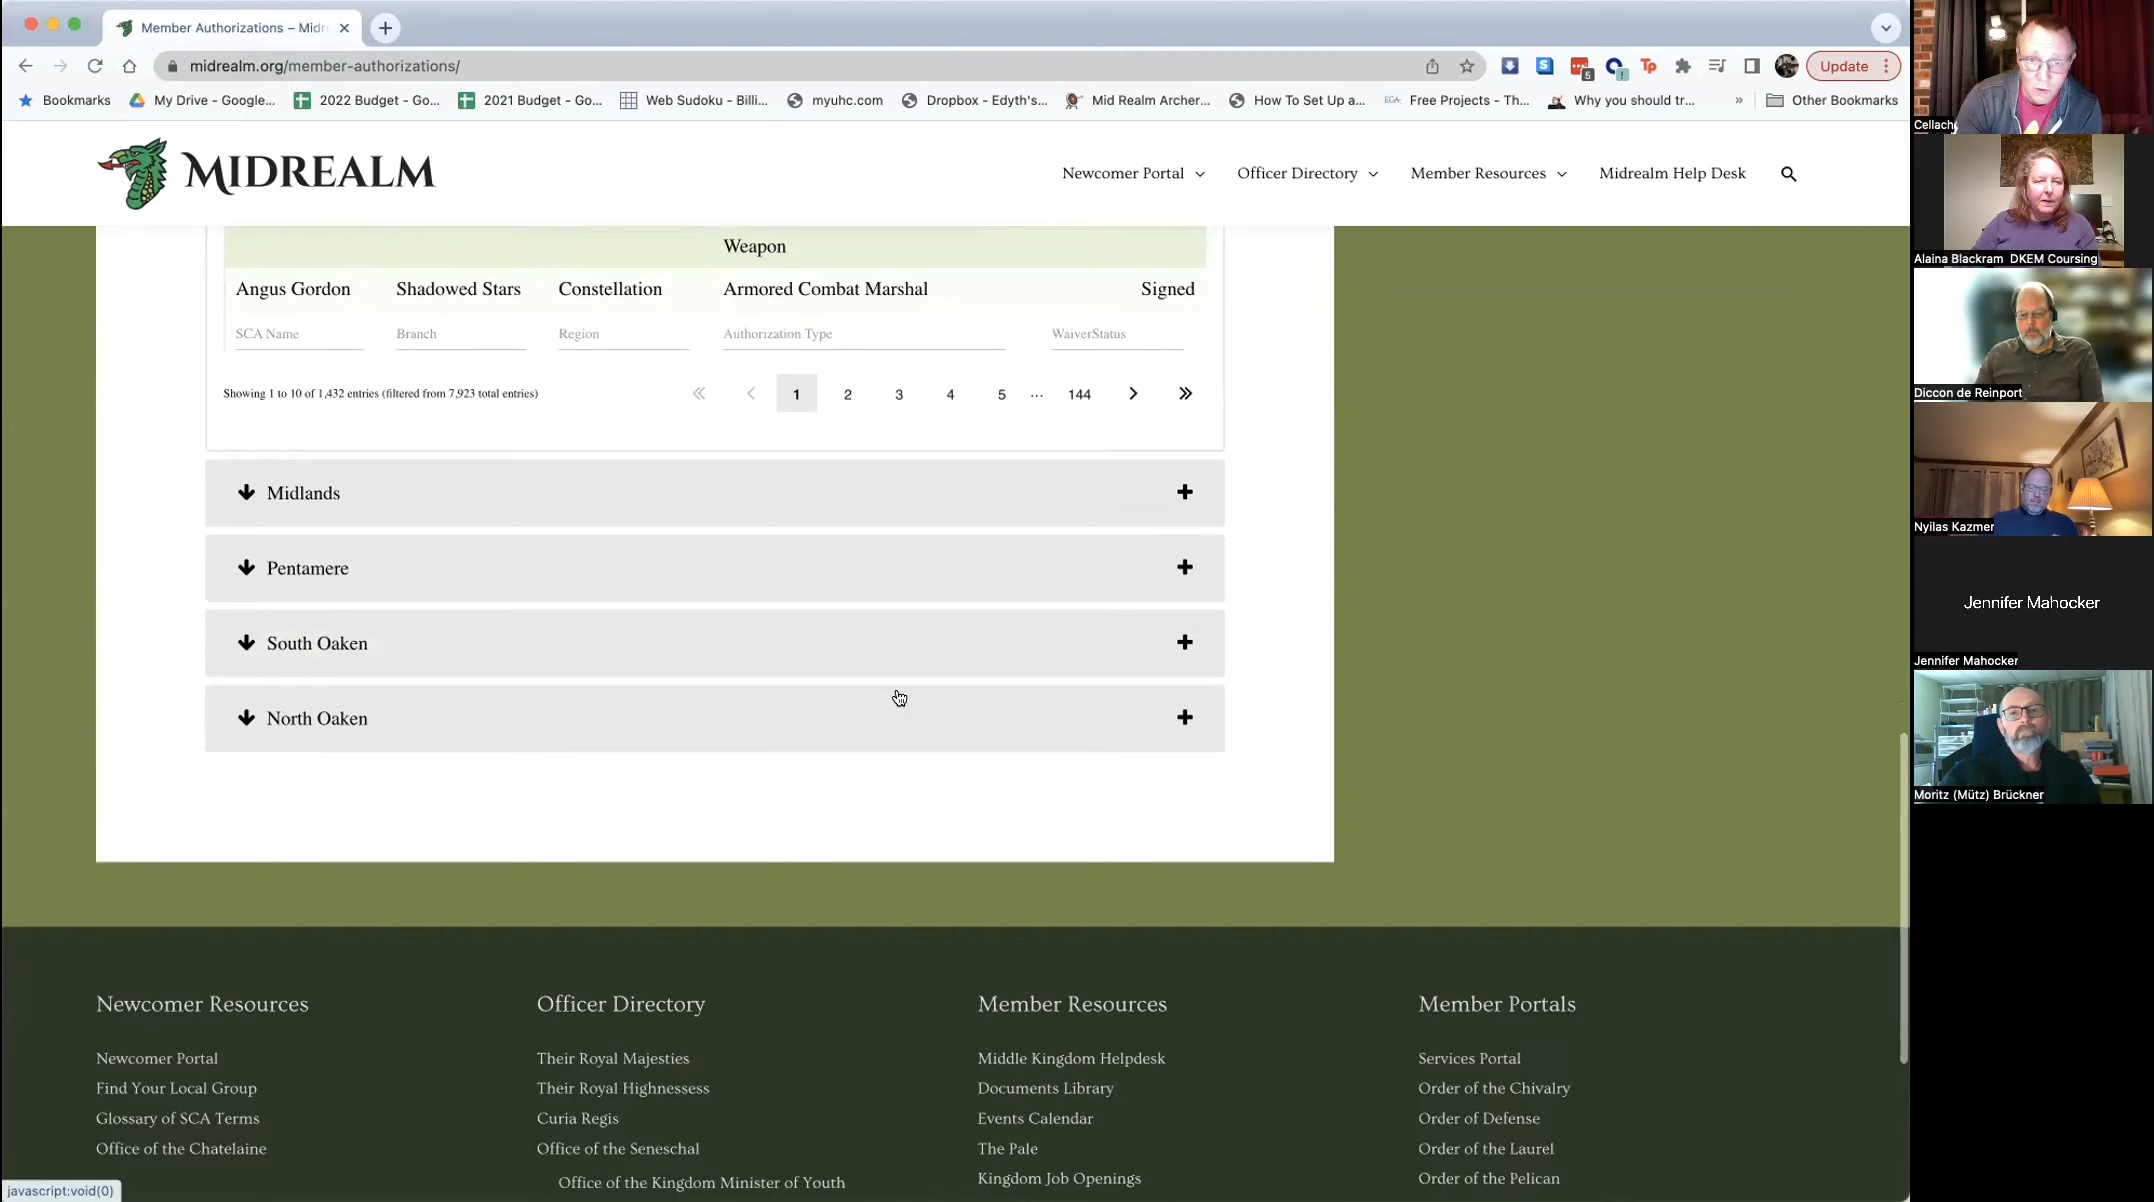 Member Authorizations – Midr
midrealm.org/member-authorizations/
Update
Bookmarks
My Drive - Google...
2022 Budget - Go...
2021 Budget - Go...
Web Sudoku - Billi...
myuhc.com
Dropbox - Edyth's...
Mid Realm Archer...
How To Set Up a...
Free Projects - Th...
Why you should tr...
»
Other Bookmarks
MIDREALM
Newcomer Portal
Officer Directory
Member Resources
Midrealm Help Desk
Weapon
Angus Gordon Shadowed Stars Constellation Armored Combat Marshal Signed
SCA Name Branch Region Authorization Type WaiverStatus
Showing 1 to 10 of 1,432 entries (filtered from 7,923 total entries)
« ‹ 1 2 3 4 5 ... 144 › »
Midlands
Pentamere
South Oaken
North Oaken
Newcomer Resources
Newcomer Portal
Find Your Local Group
Glossary of SCA Terms
Office of the Chatelaine
Officer Directory
Their Royal Majesties
Their Royal Highnessess
Curia Regis
Office of the Seneschal
Office of the Kingdom Minister of Youth
Member Resources
Middle Kingdom Helpdesk
Documents Library
Events Calendar
The Pale
Kingdom Job Openings
Member Portals
Services Portal
Order of the Chivalry
Order of Defense
Order of the Laurel
Order of the Pelican
javascript:void(0)
Cellach
Alaina Blackram DKEM Coursing
Diccon de Reinport
Nyilas Kazmer
Jennifer Mahocker
Jennifer Mahocker
Moritz (Mütz) Brückner